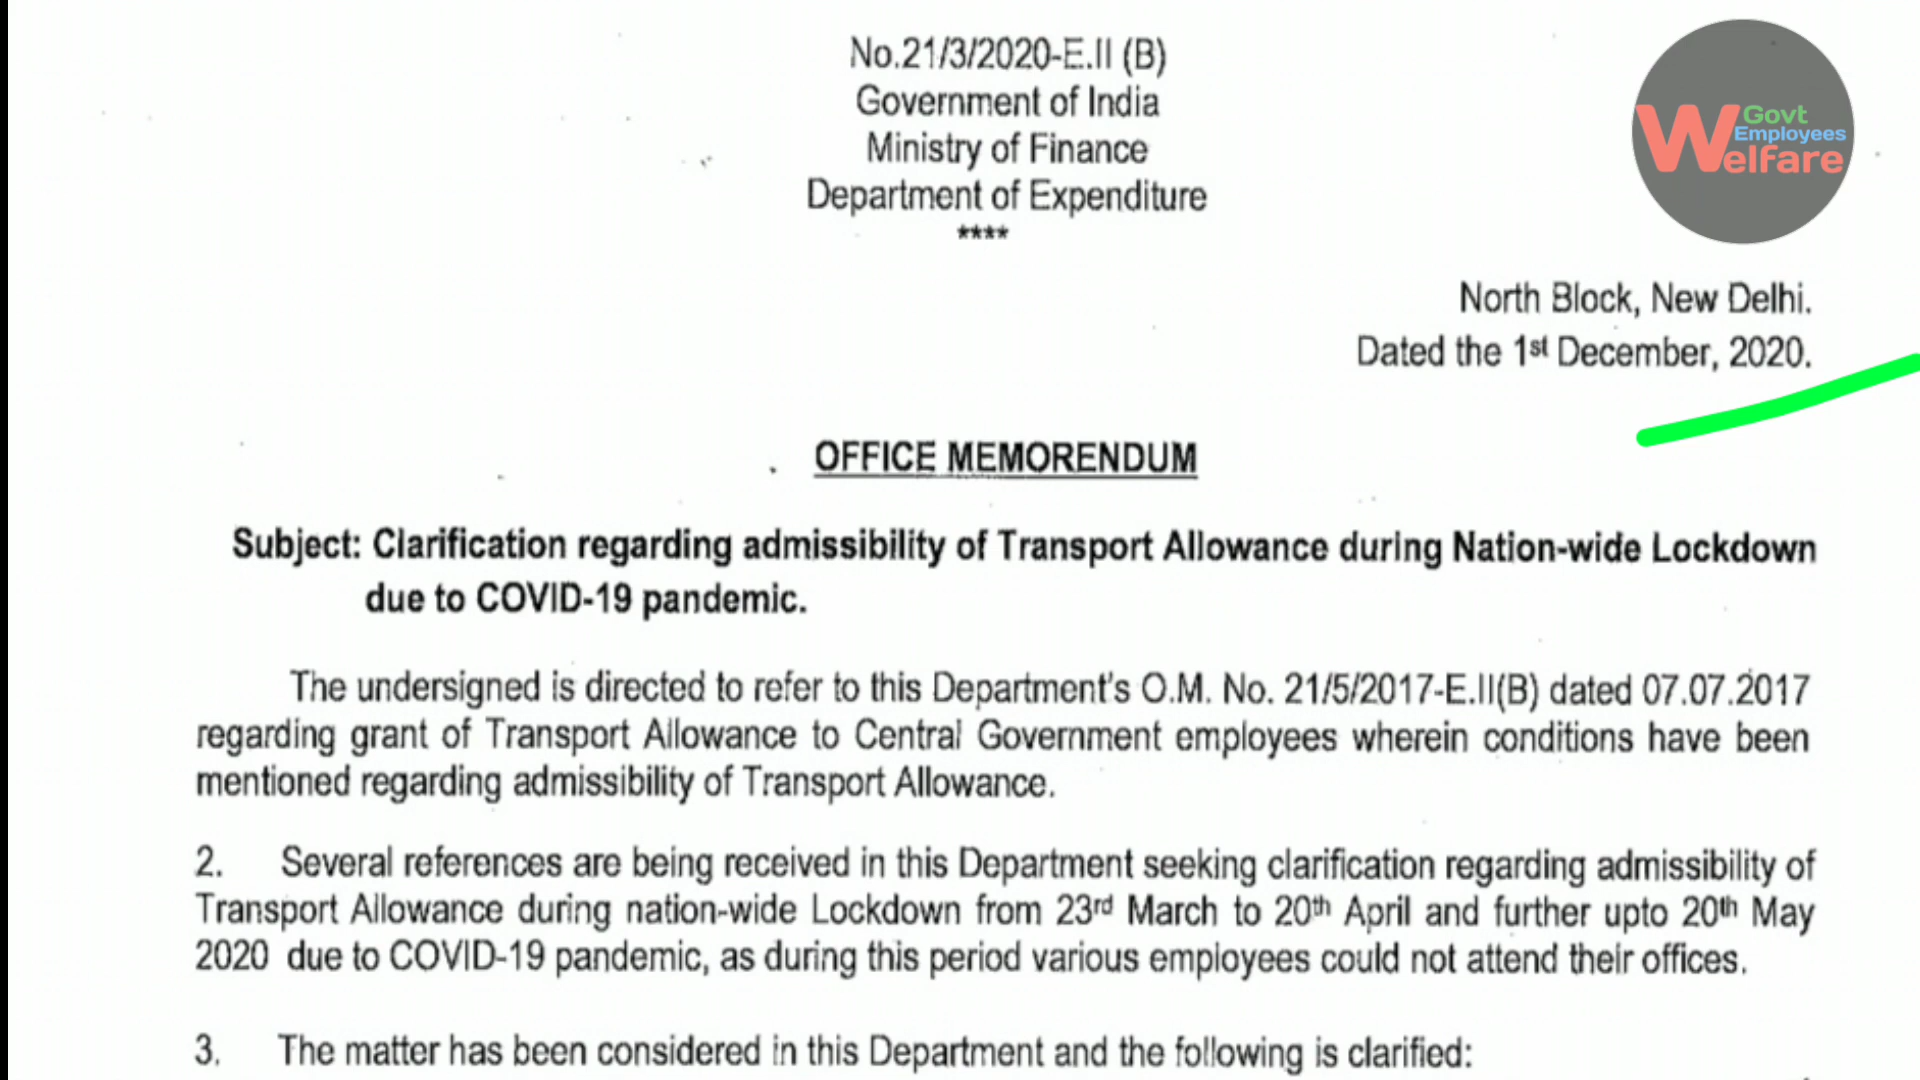 No.21/3/2020-E.II (B)
Government of India
Ministry of Finance
Department of Expenditure
****
Govt
Employees
Welfare
North Block, New Delhi.
Dated the 1st December, 2020.
OFFICE MEMORENDUM
Subject: Clarification regarding admissibility of Transport Allowance during Nation-wide Lockdown
due to COVID-19 pandemic.
The undersigned is directed to refer to this Department's O.M. No. 21/5/2017-E.II(B) dated 07.07.2017
regarding grant of Transport Allowance to Central Government employees wherein conditions have been
mentioned regarding admissibility of Transport Allowance.
2. Several references are being received in this Department seeking clarification regarding admissibility of
Transport Allowance during nation-wide Lockdown from 23rd March to 20th April and further upto 20th May
2020 due to COVID-19 pandemic, as during this period various employees could not attend their offices.
3. The matter has been considered in this Department and the following is clarified: